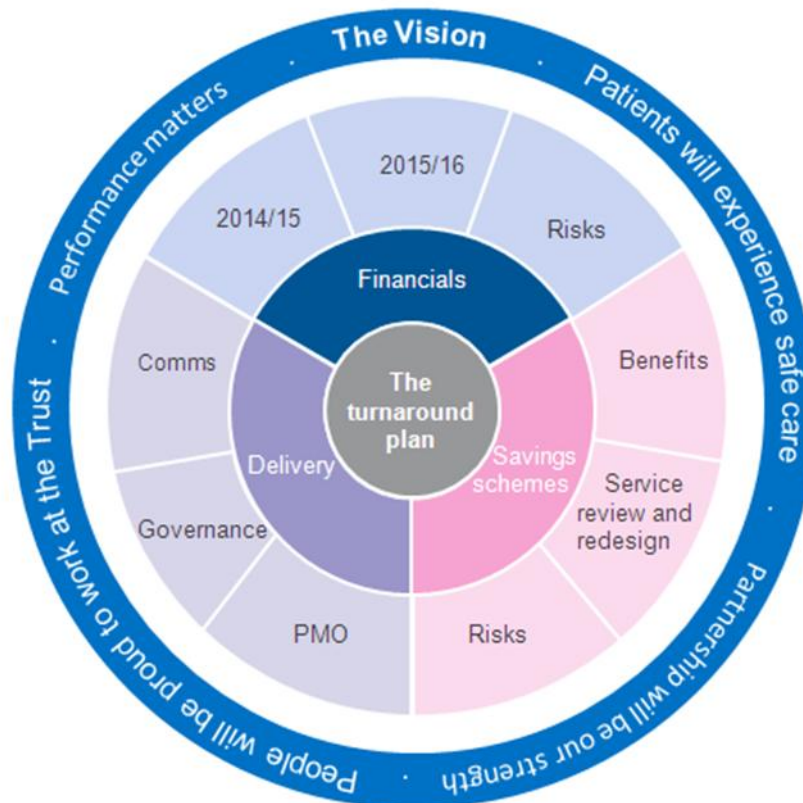 The Vision
·
Patients will experience safe care
·
Partnership will be our strength
·
People will be proud to work at the Trust
·
Performance matters
·
2014/15
2015/16
Risks
Financials
Benefits
Service
review and
redesign
Risks
Savings
schemes
Comms
Governance
PMO
Delivery
The
turnaround
plan